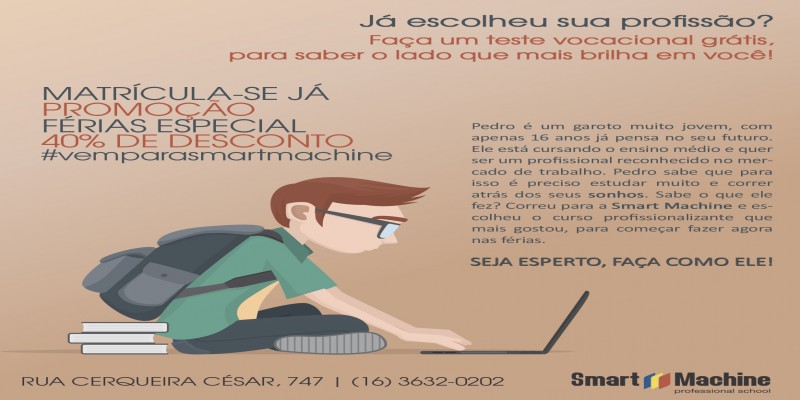 Já escolheu sua profissão?
Faça um teste vocacional grátis,
para saber o lado que mais brilha em você!
MATRÍCULA-SE JÁ
PROMOÇÃO
FÉRIAS ESPECIAL
40% DE DESCONTO
#vemparasmartmachine
Pedro é um garoto muito jovem, com
apenas 16 anos já pensa no seu futuro.
Ele está cursando o ensino médio e quer
ser um profissional reconhecido no mer-
cado de trabalho. Pedro sabe que para
isso é preciso estudar muito e correr
atrás dos seus sonhos. Sabe o que ele
fez? Correu para a Smart Machine e es-
colheu o curso profissionalizante que
mais gostou, para começar fazer agora
nas férias.
SEJA ESPERTO, FAÇA COMO ELE!
RUA CERQUEIRA CÉSAR, 747 | (16) 3632-0202
Smart Machine
professional school